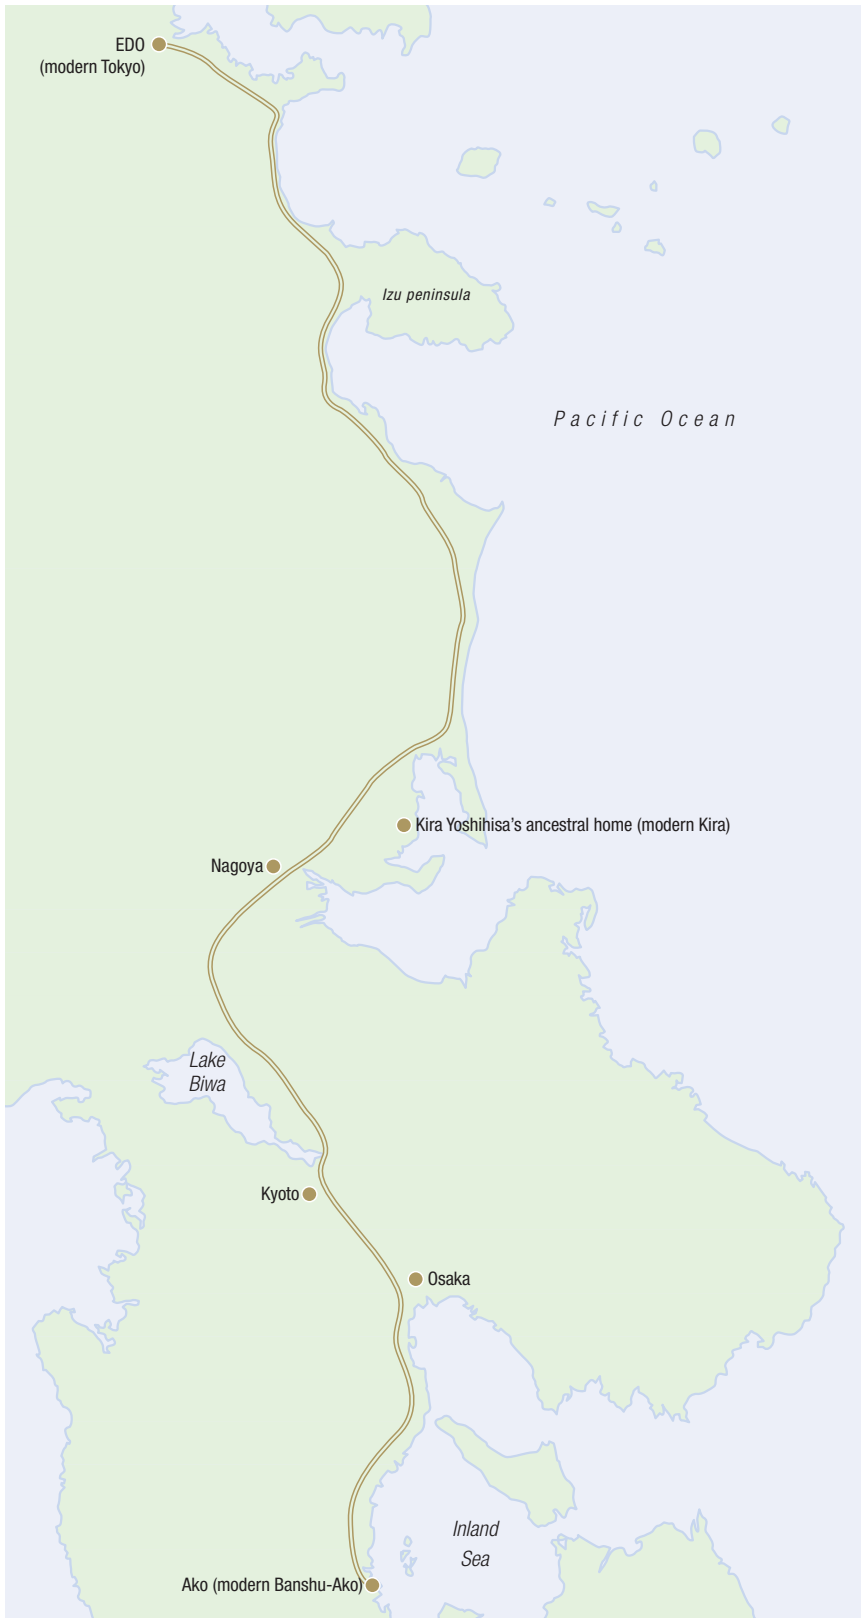 EDO
(modern Tokyo)
Izu peninsula
Pacific Ocean
Kira Yoshihisa’s ancestral home (modern Kira)
Nagoya
Lake
Biwa
Kyoto
Osaka
Inland
Sea
Ako (modern Banshu-Ako)